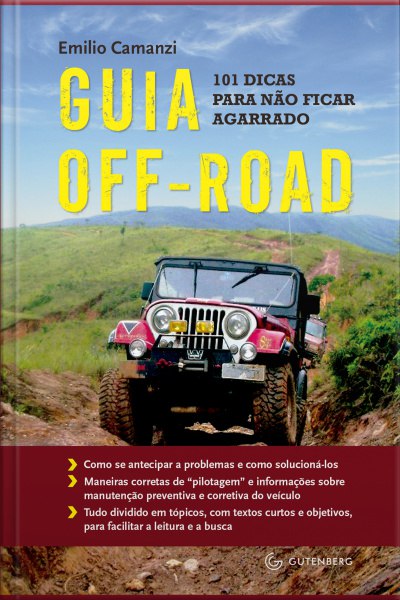 Emilio Camanzi
GUIA
101 DICAS
PARA NÃO FICAR
AGARRADO
OFF-ROAD
Como se antecipar a problemas e como solucioná-los
Maneiras corretas de “pilotagem” e informações sobre
manutenção preventiva e corretiva do veículo
Tudo dividido em tópicos, com textos curtos e objetivos,
para facilitar a leitura e a busca
GUTENBERG